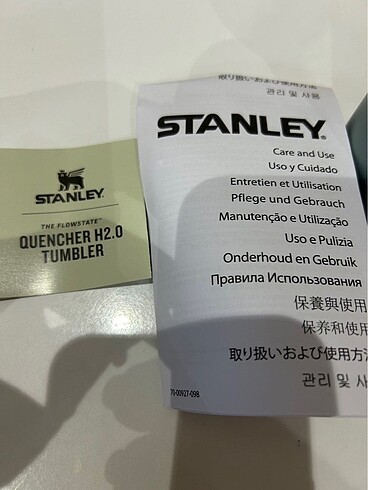 取り扱いおよび使用方法
관리 및 사용
STANLEY®
Care and Use
Uso y Cuidado
Entretien et Utilisation
Pflege und Gebrauch
Manutenção e Utilização
Uso e Pulizia
Onderhoud en Gebruik
Правила Использования
保養與使用
保养和使用
取り扱いおよび使用方法
관리 및 사
70-00927-098
STANLEY
THE FLOWSTATE™
QUENCHER H2.0
TUMBLER